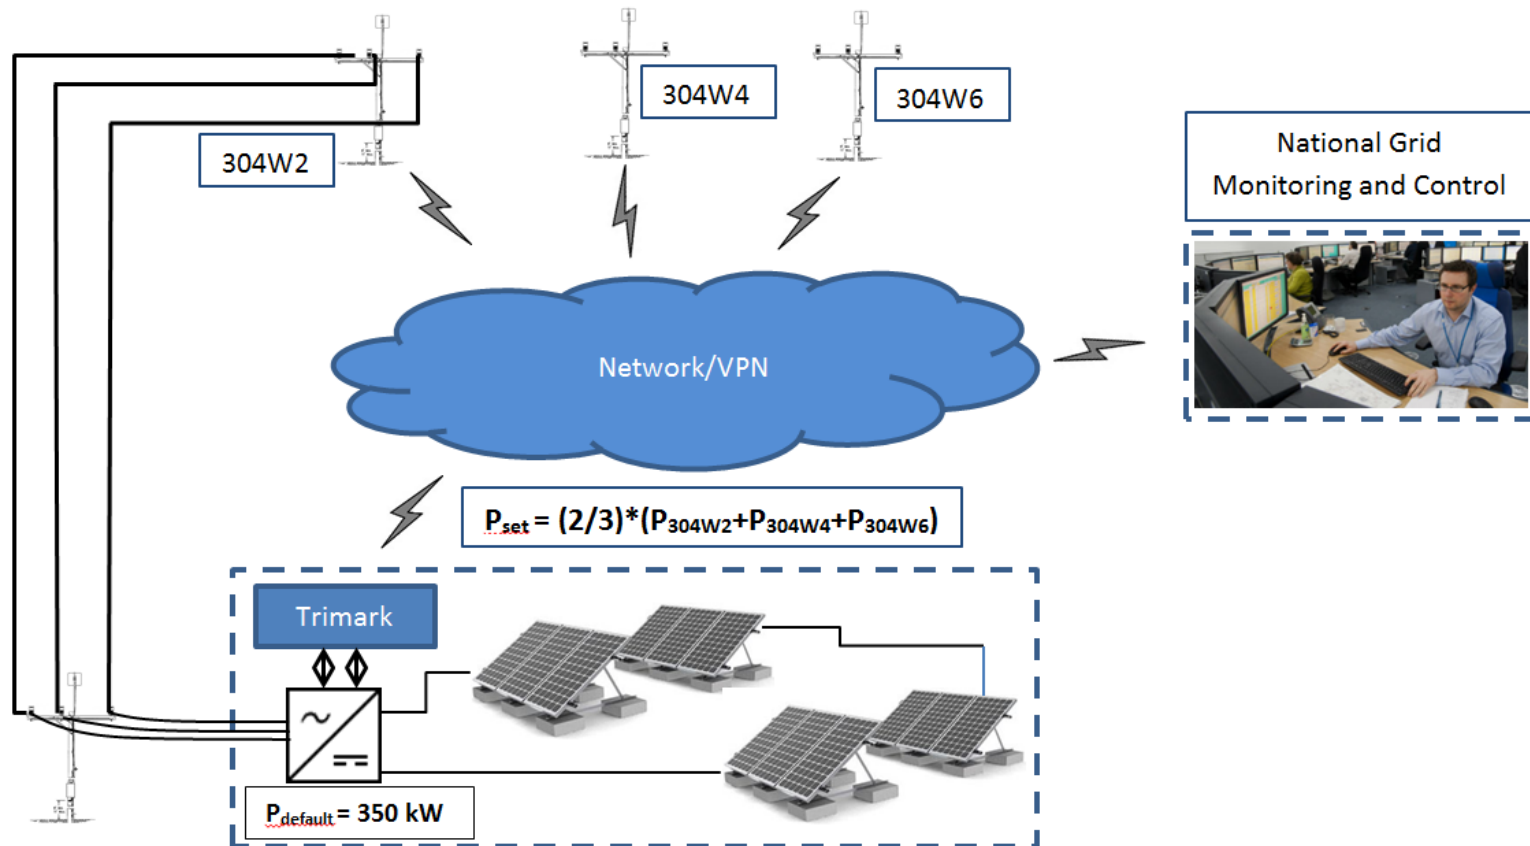 304W2
304W4
304W6
National Grid
Monitoring and Control
Network/VPN
Pset = (2/3)*(P304W2+P304W4+P304W6)
Trimark
Pdefault = 350 kW